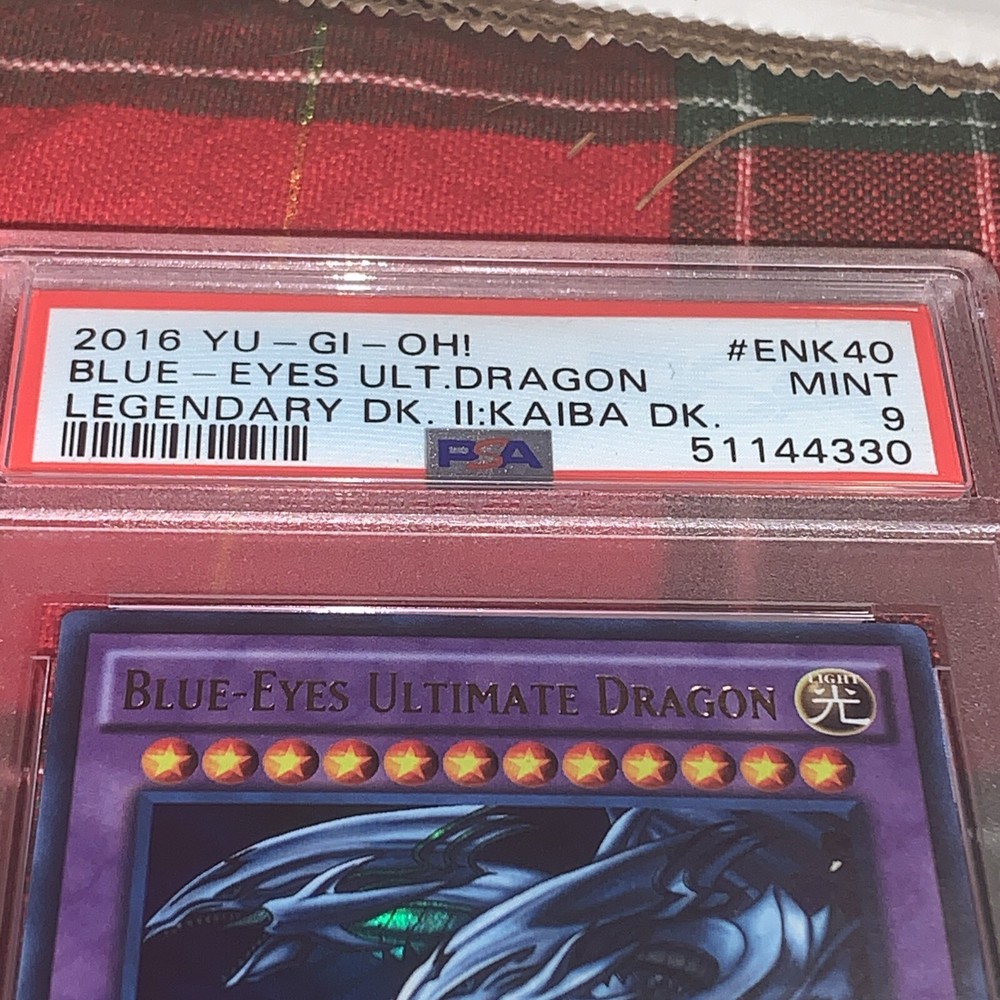 2016 YU-GI-OH!
#ENK40
BLUE-EYES ULT.DRAGON
MINT
LEGENDARY DK. II:KAIBA DK.
9
PSA
51144330
BLUE-EYES ULTIMATE DRAGON
LIGHT
光